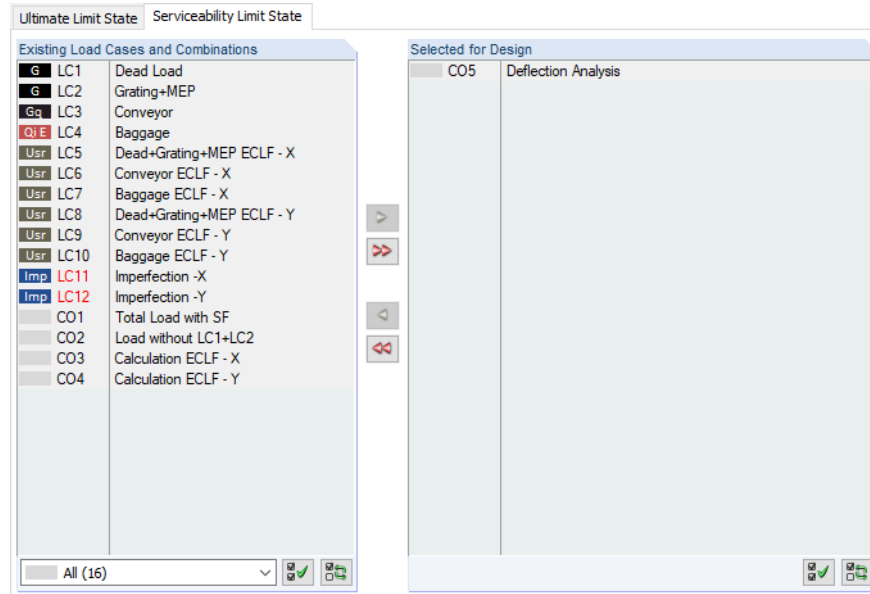 Ultimate Limit State Serviceability Limit State
Existing Load Cases and Combinations
G LC1 Dead Load
G LC2 Grating+MEP
Gq LC3 Conveyor
Qi E LC4 Baggage
Usr LC5 Dead+Grating+MEP ECLF - X
Usr LC6 Conveyor ECLF - X
Usr LC7 Baggage ECLF - X
Usr LC8 Dead+Grating+MEP ECLF - Y
Usr LC9 Conveyor ECLF - Y
Usr LC10 Baggage ECLF - Y
Imp LC11 Imperfection -X
Imp LC12 Imperfection -Y
CO1 Total Load with SF
CO2 Load without LC1+LC2
CO3 Calculation ECLF - X
CO4 Calculation ECLF - Y
All (16)
Selected for Design
CO5 Deflection Analysis